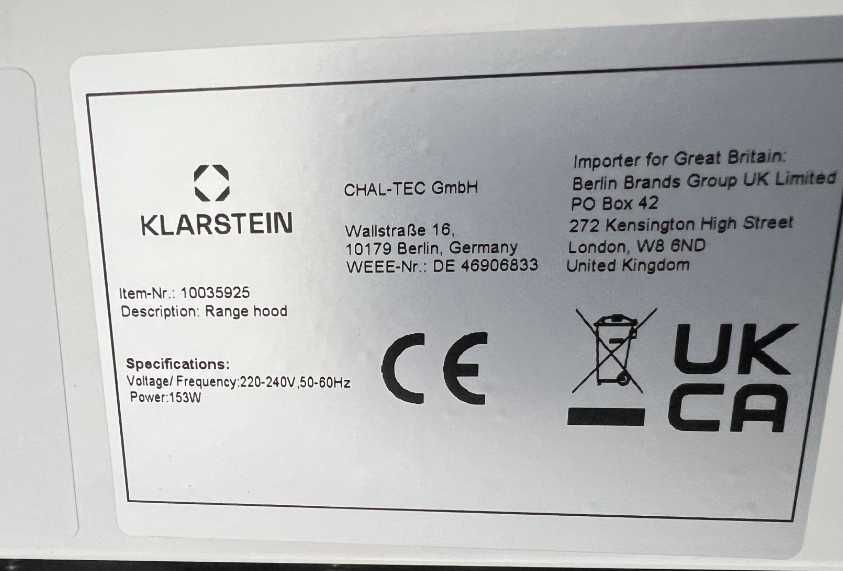 KLARSTEIN
Item-Nr.: 10035925
Description: Range hood
Specifications:
Voltage/ Frequency:220-240V,50-60Hz
Power:153W
CHAL-TEC GmbH
Wallstraße 16,
10179 Berlin, Germany
WEEE-Nr.: DE 46906833
CE
Importer for Great Britain:
Berlin Brands Group UK Limited
PO Box 42
272 Kensington High Street
London, W8 6ND
United Kingdom
UK
CA